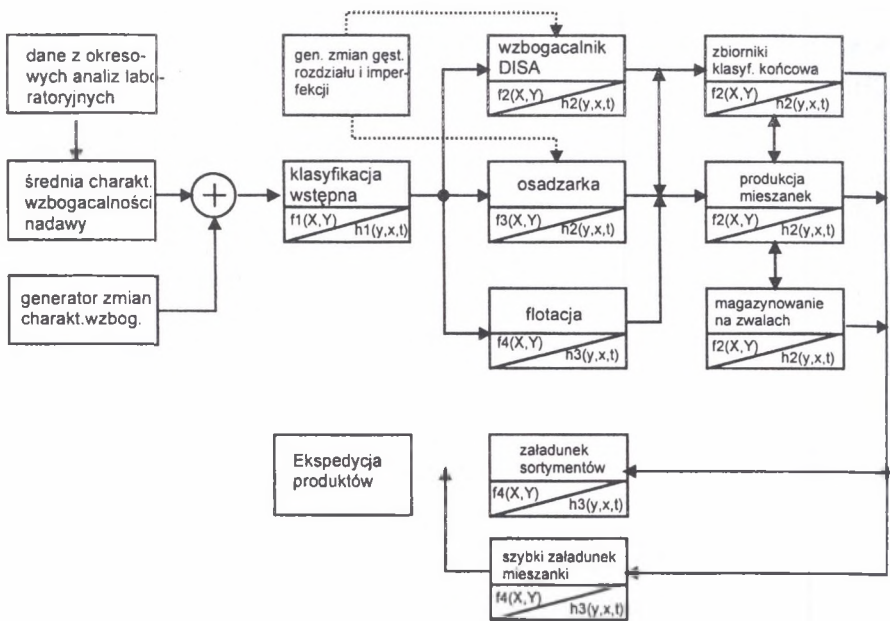 dane z okreso-
wych analiz labo-
ratoryjnych
gen. zmian gęst.
rozdziału i imper-
fekcji
wzbogacalnik
DISA
f2(X,Y)
h2(y,x,t)
zbiorniki
klasyf. końcowa
f2(X,Y)
h2(y,x,t)
średnia charakt.
wzbogacalności
nadawy
+
klasyfikacja
wstępna
f1(X,Y)
h1(y,x,t)
osadzarka
f3(X,Y)
h2(y,x,t)
produkcja
mieszanek
f2(X,Y)
h2(y,x,t)
generator zmian
charakt.wzbog.
flotacja
f4(X,Y)
h3(y,x,t)
magazynowanie
na zwałach
f2(X,Y)
h2(y,x,t)
Ekspedycja
produktów
załadunek
sortymentów
f4(X,Y)
h3(y,x,t)
szybki załadunek
mieszanki
f4(X,Y)
h3(y,x,t)